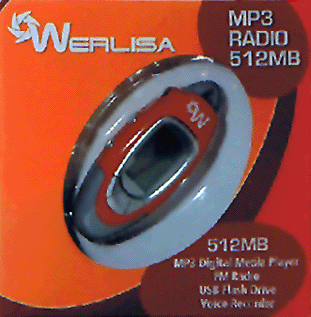 WERLISA
MP3
RADIO
512MB
W
512MB
MP3 Digital Media Player
FM Radio
USB Flash Drive
Voice Recorder